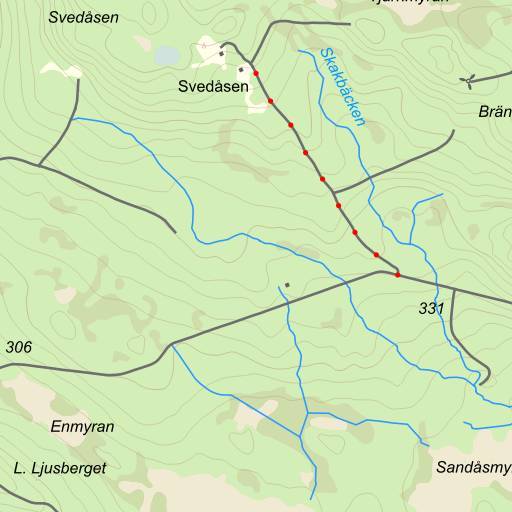 Svedåsen
Skakbäcken
Svedåsen
331
306
Enmyran
L. Ljusberget